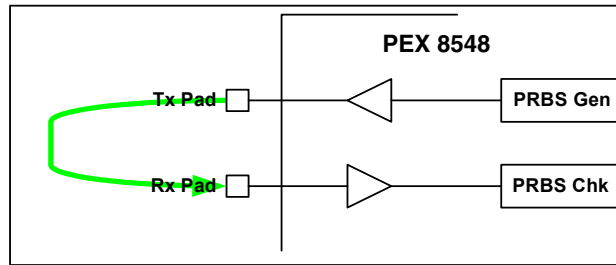 PEX 8548
Tx Pad
PRBS Gen
Rx Pad
PRBS Chk